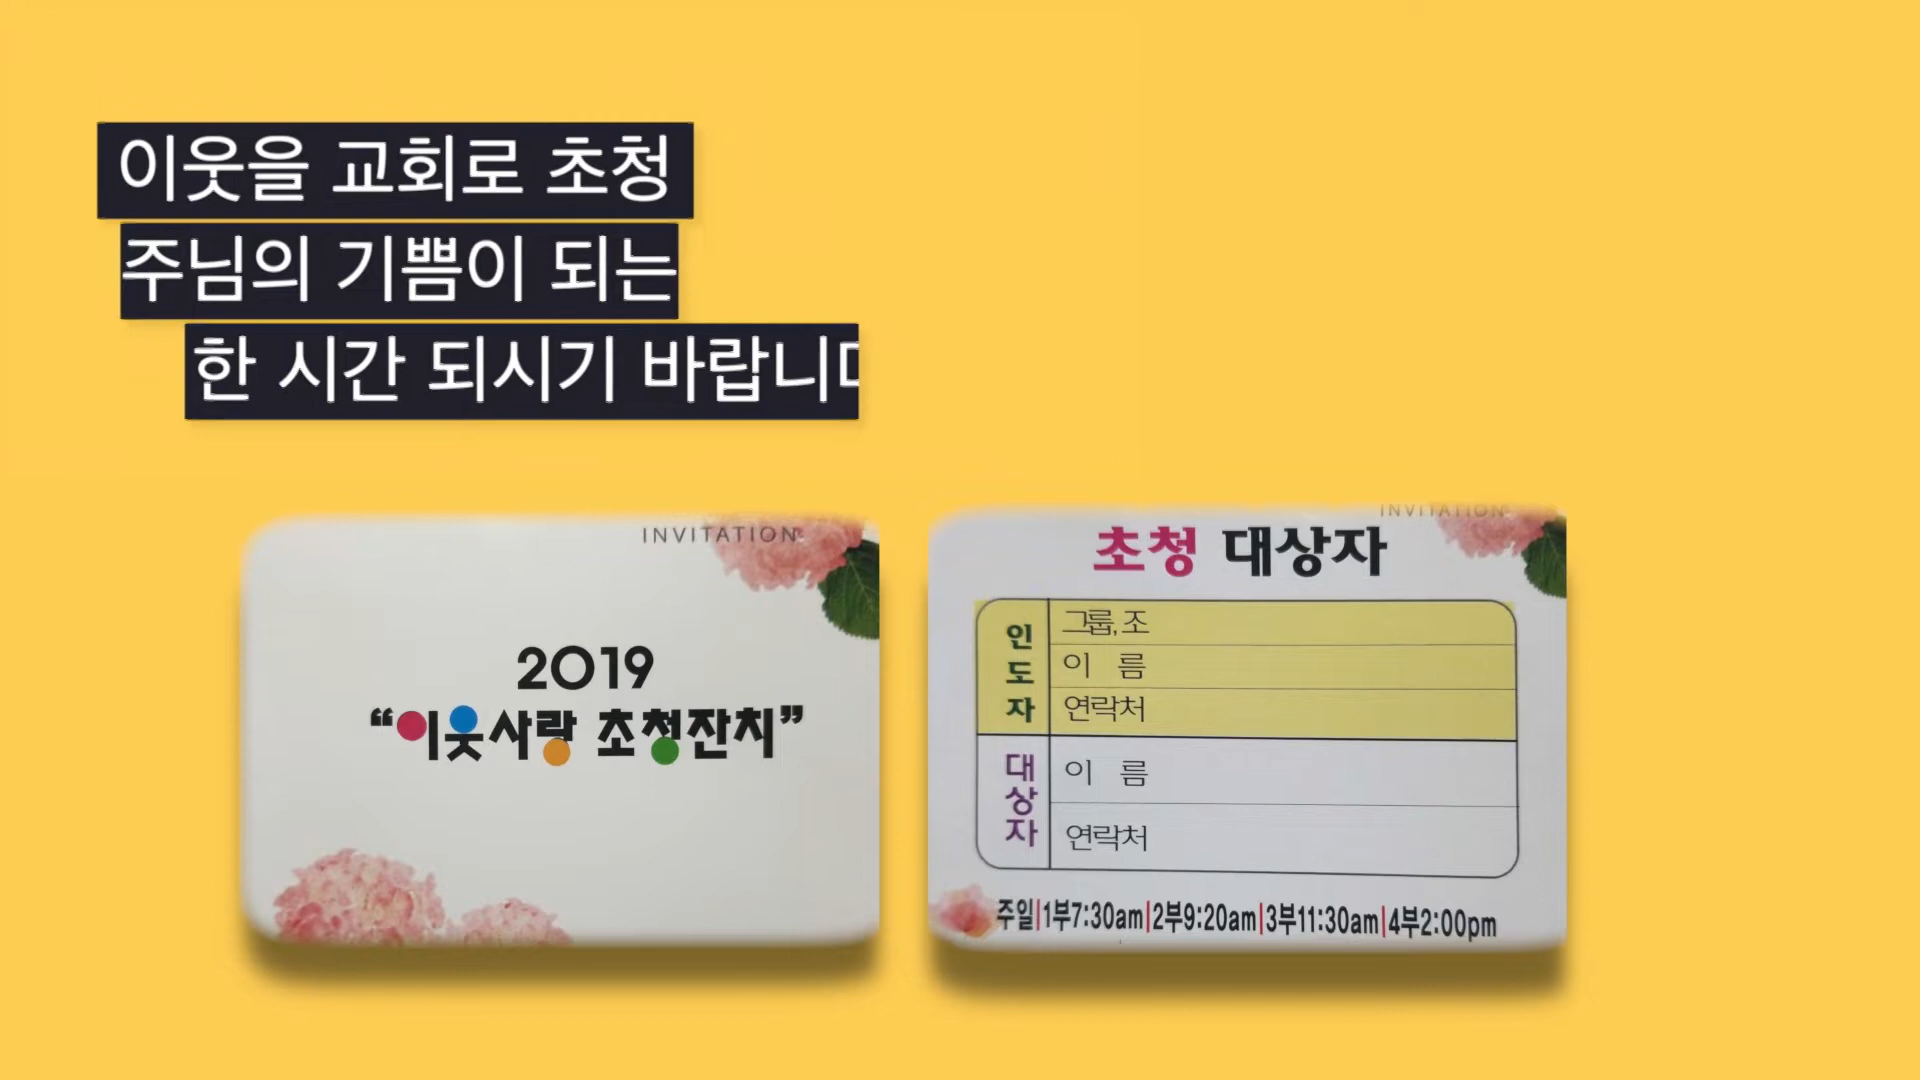 이웃을 교회로 초청
주님의 기쁨이 되는
한 시간 되시기 바랍니다
INVITATION
2019
“이웃사랑 초청잔치”
INVITATION
초청 대상자
인도자
그룹, 조
이 름
연락처
대상자
이 름
연락처
주일|1부7:30am|2부9:20am|3부11:30am|4부2:00pm